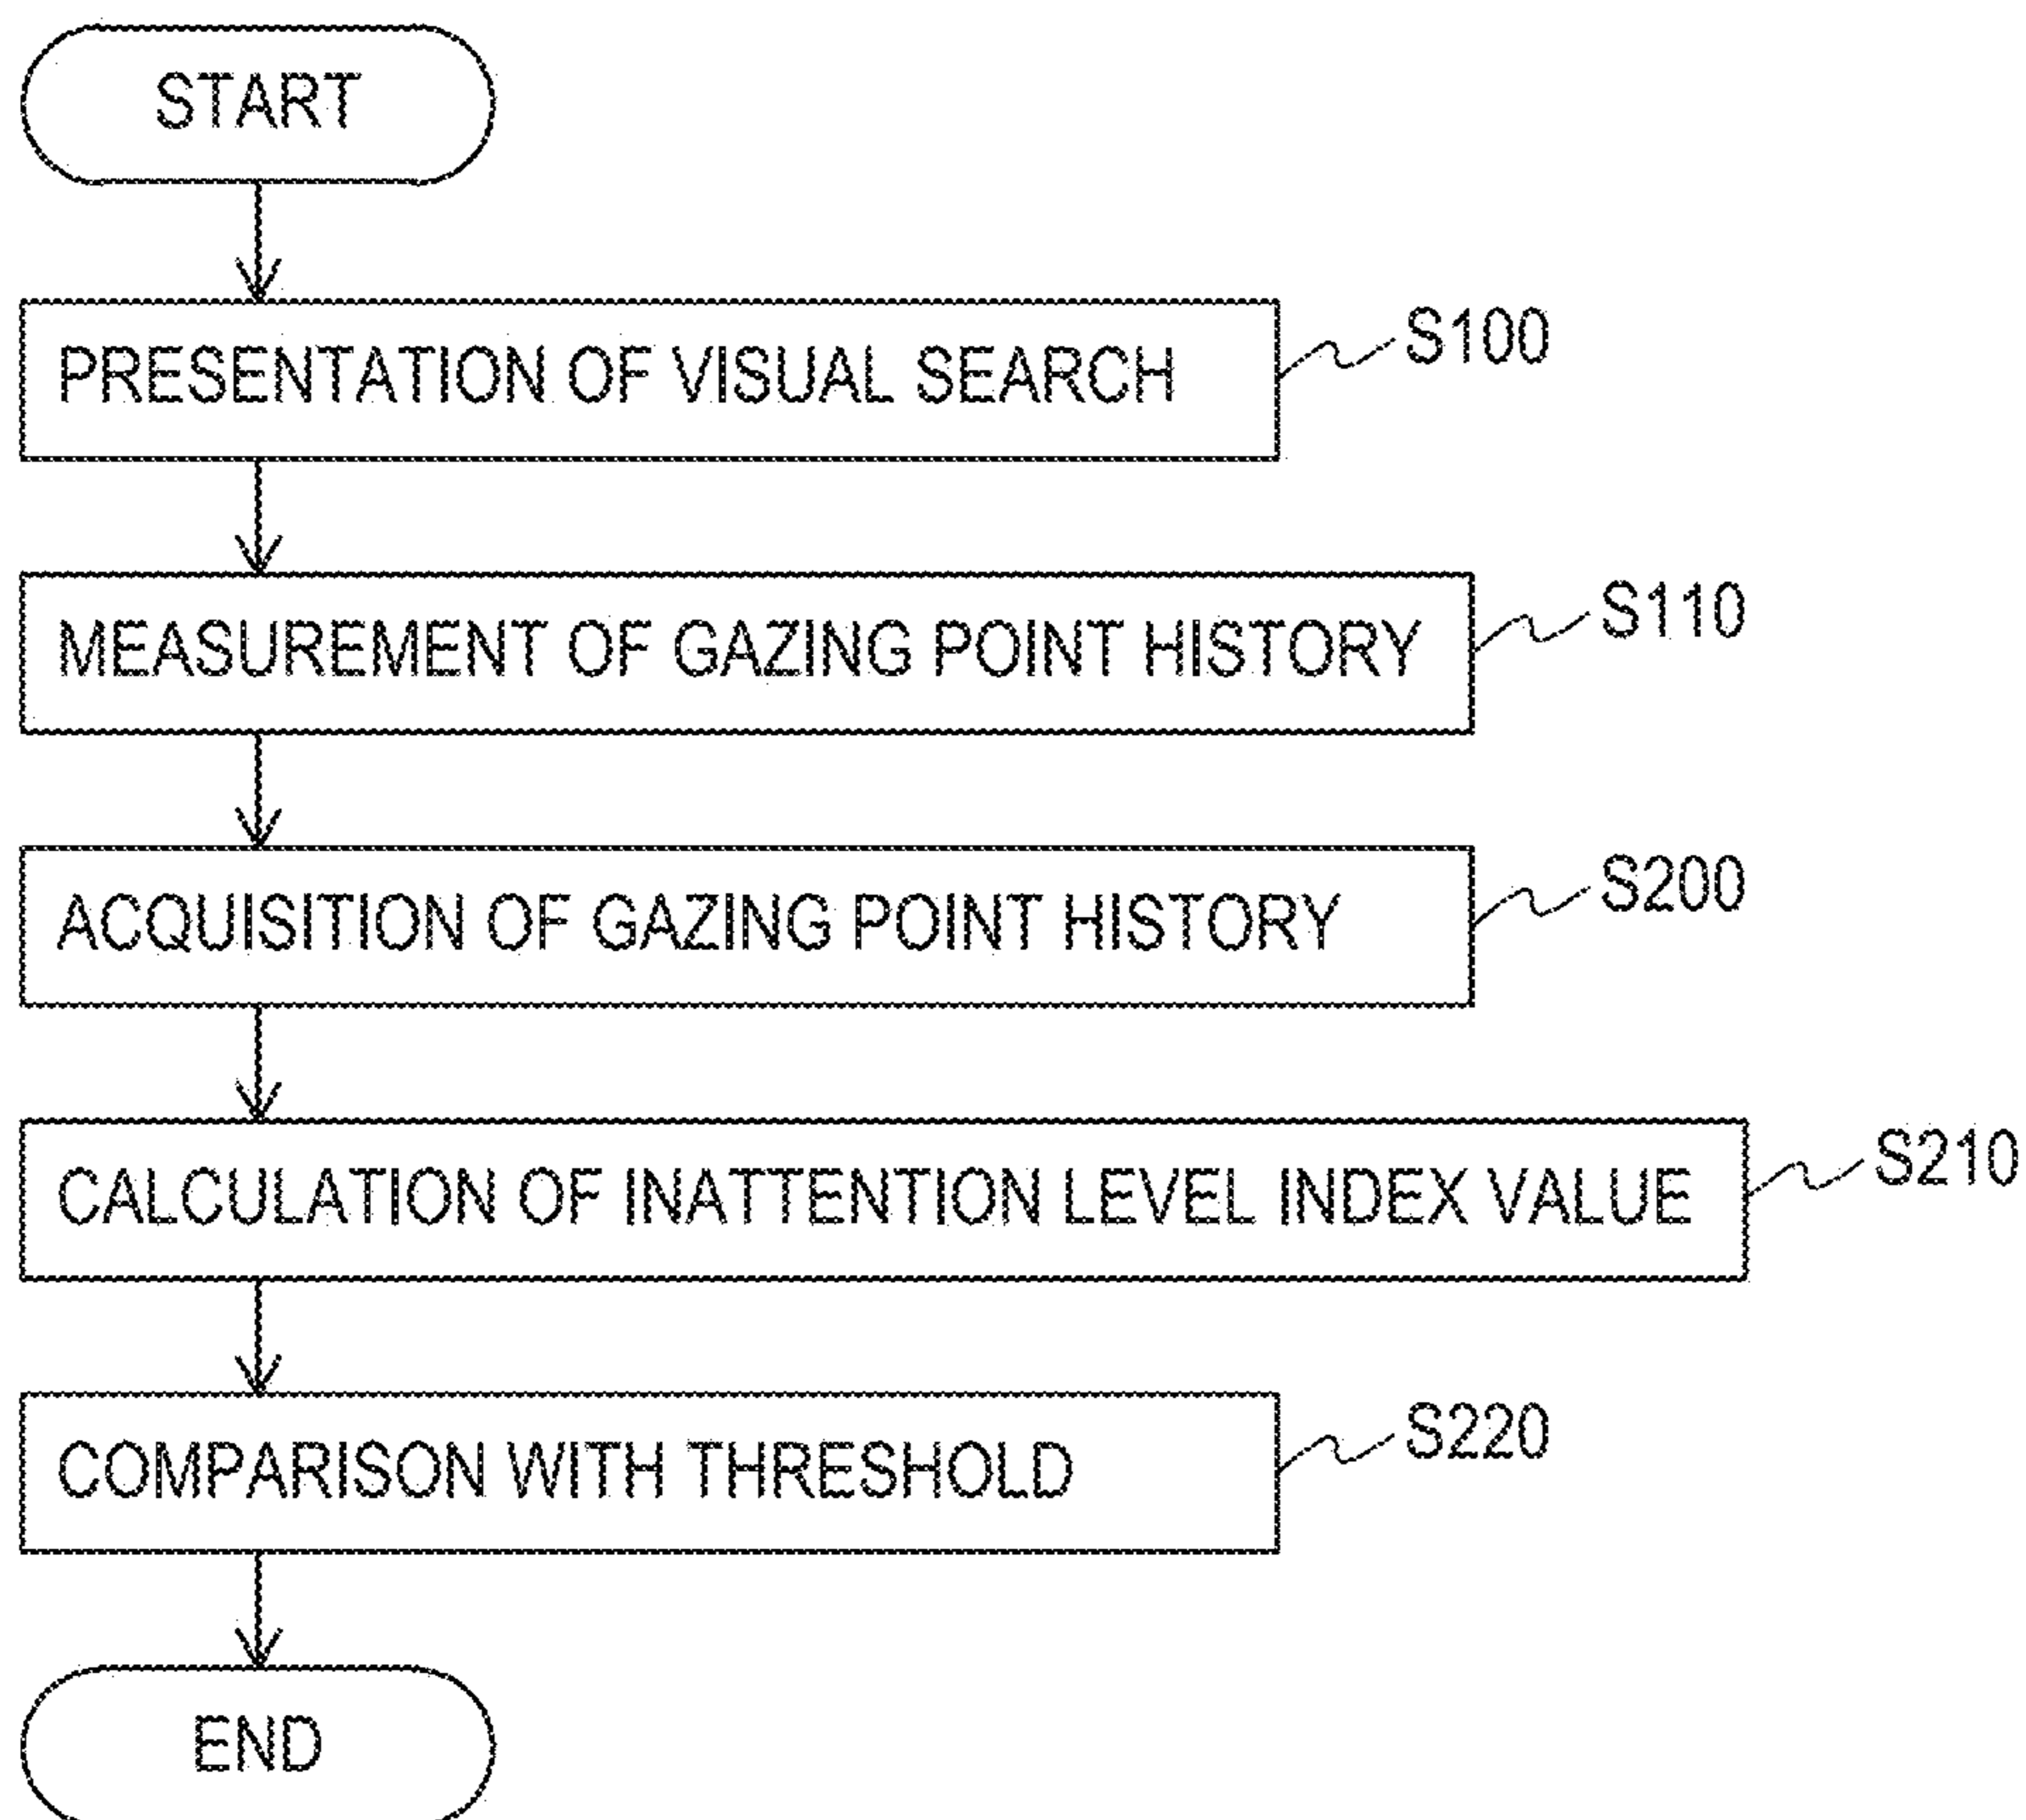 START
PRESENTATION OF VISUAL SEARCH
S100
MEASUREMENT OF GAZING POINT HISTORY
S110
ACQUISITION OF GAZING POINT HISTORY
S200
CALCULATION OF INATTENTION LEVEL INDEX VALUE
S210
COMPARISON WITH THRESHOLD
S220
END